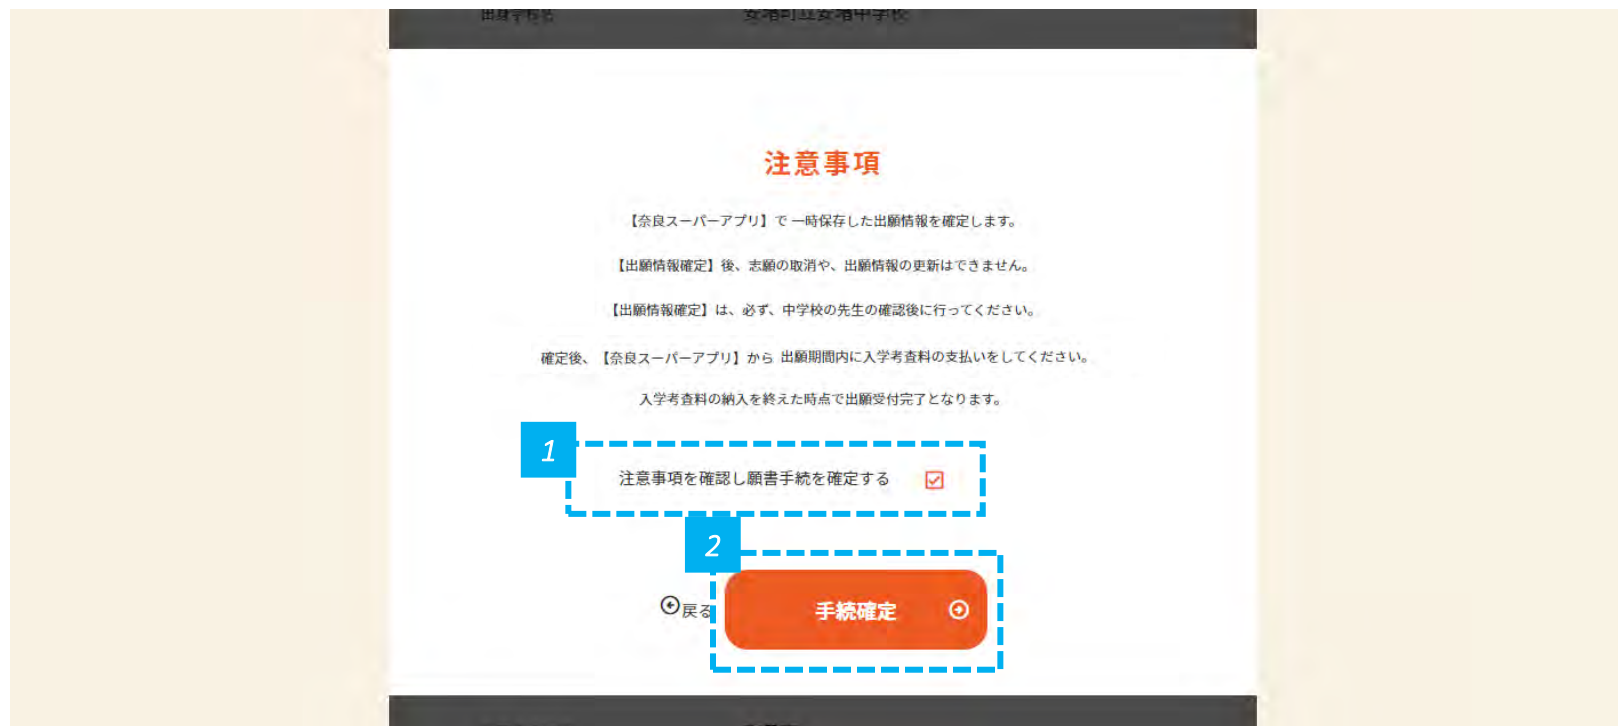 出身学校名
注意事項
【奈良スーパーアプリ】で一時保存した出願情報を確定します。
【出願情報確定】後、志願の取消や、出願情報の更新はできません。
【出願情報確定】は、必ず、中学校の先生の確認後に行ってください。
確定後、【奈良スーパーアプリ】から 出願期間内に入学考査料の支払いをしてください。
入学考査料の納入を終えた時点で出願受付完了となります。
1
注意事項を確認し願書手続を確定する
2
戻る
手続確定